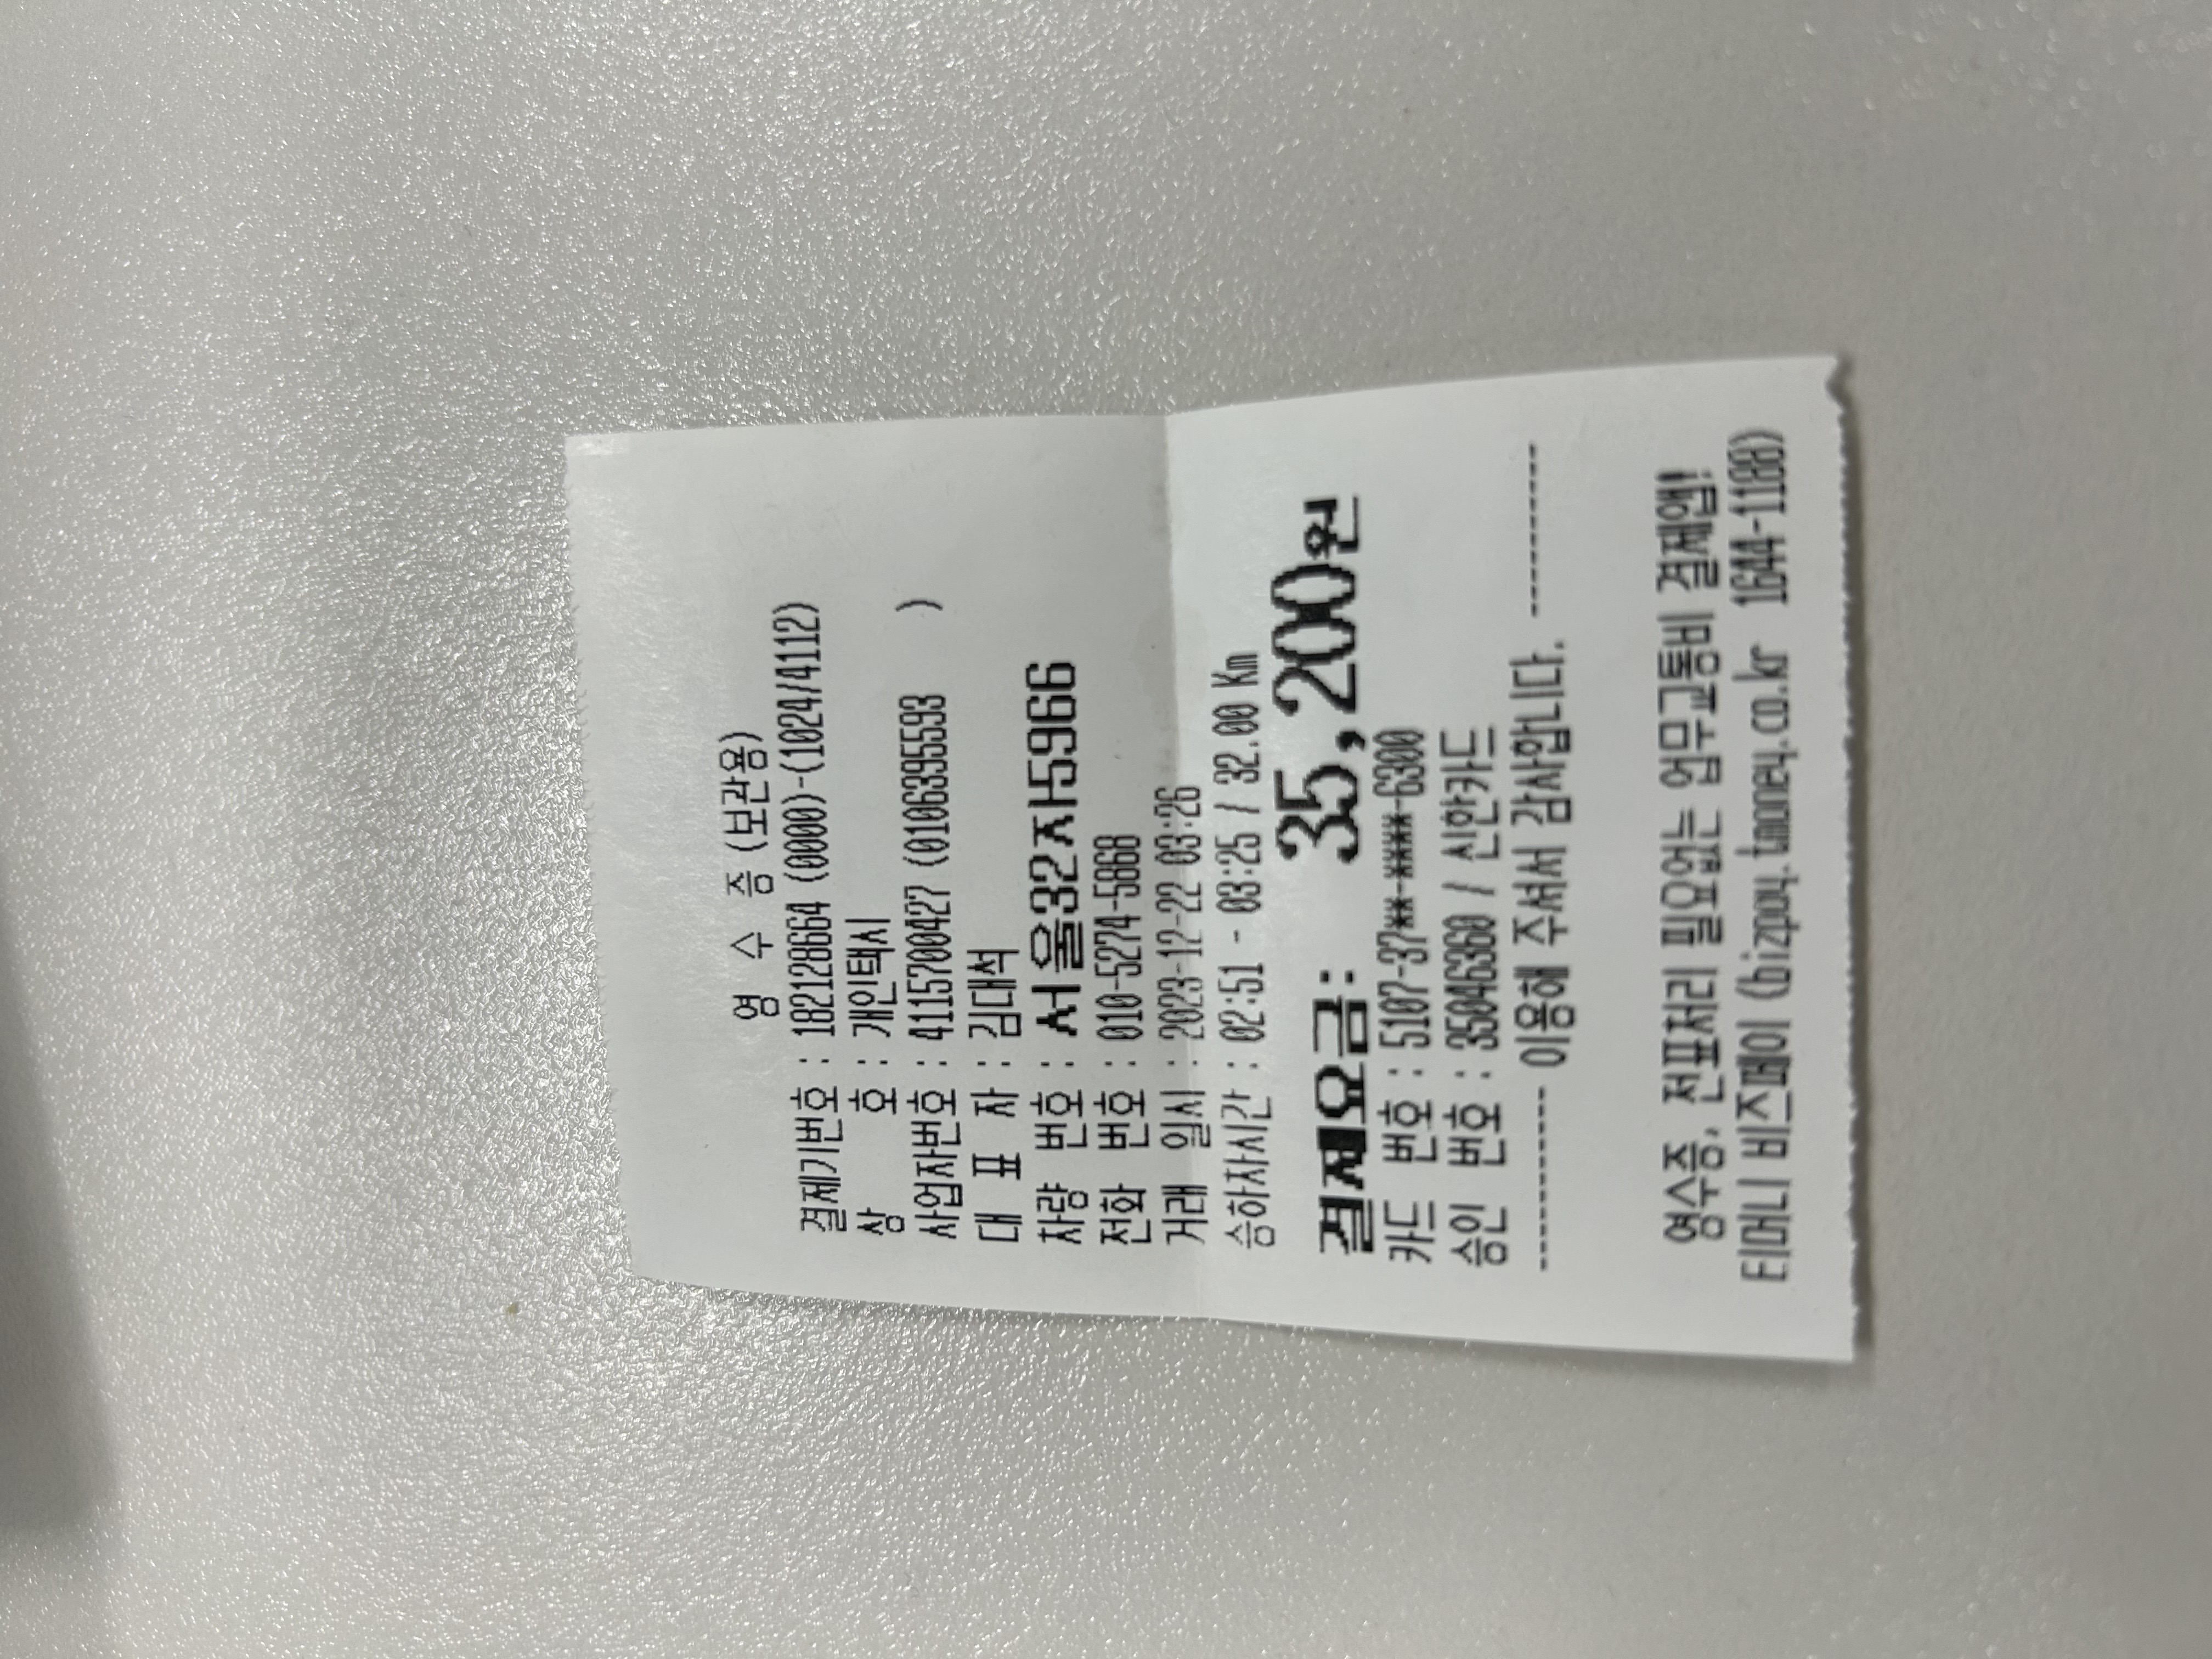 영 수 증 (보관용)
결제기번호 : 182128664 (0000)-(1024/4112)
상 호 : 개인택시
사업자번호 : 4115700427 (0106395593 )
대 표 자 : 김대석
차량 번호 : 서울32자5966
전화 번호 : 010-5274-5868
거래 일시 : 2023-12-22 03:26
승하차시간 : 02:51 - 03:25 / 32.00 Km
결제요금: 35,200원
카드 번호 : 5107-37**-****-6300
승인 번호 : 35046360 / 신한카드
----------- 이용해 주셔서 감사합니다. ----------
영수증, 전표처리 필요없는 업무교통비 결제앱!
티머니 비즈페이 (bizpay.tmoney.co.kr 1644-1188)